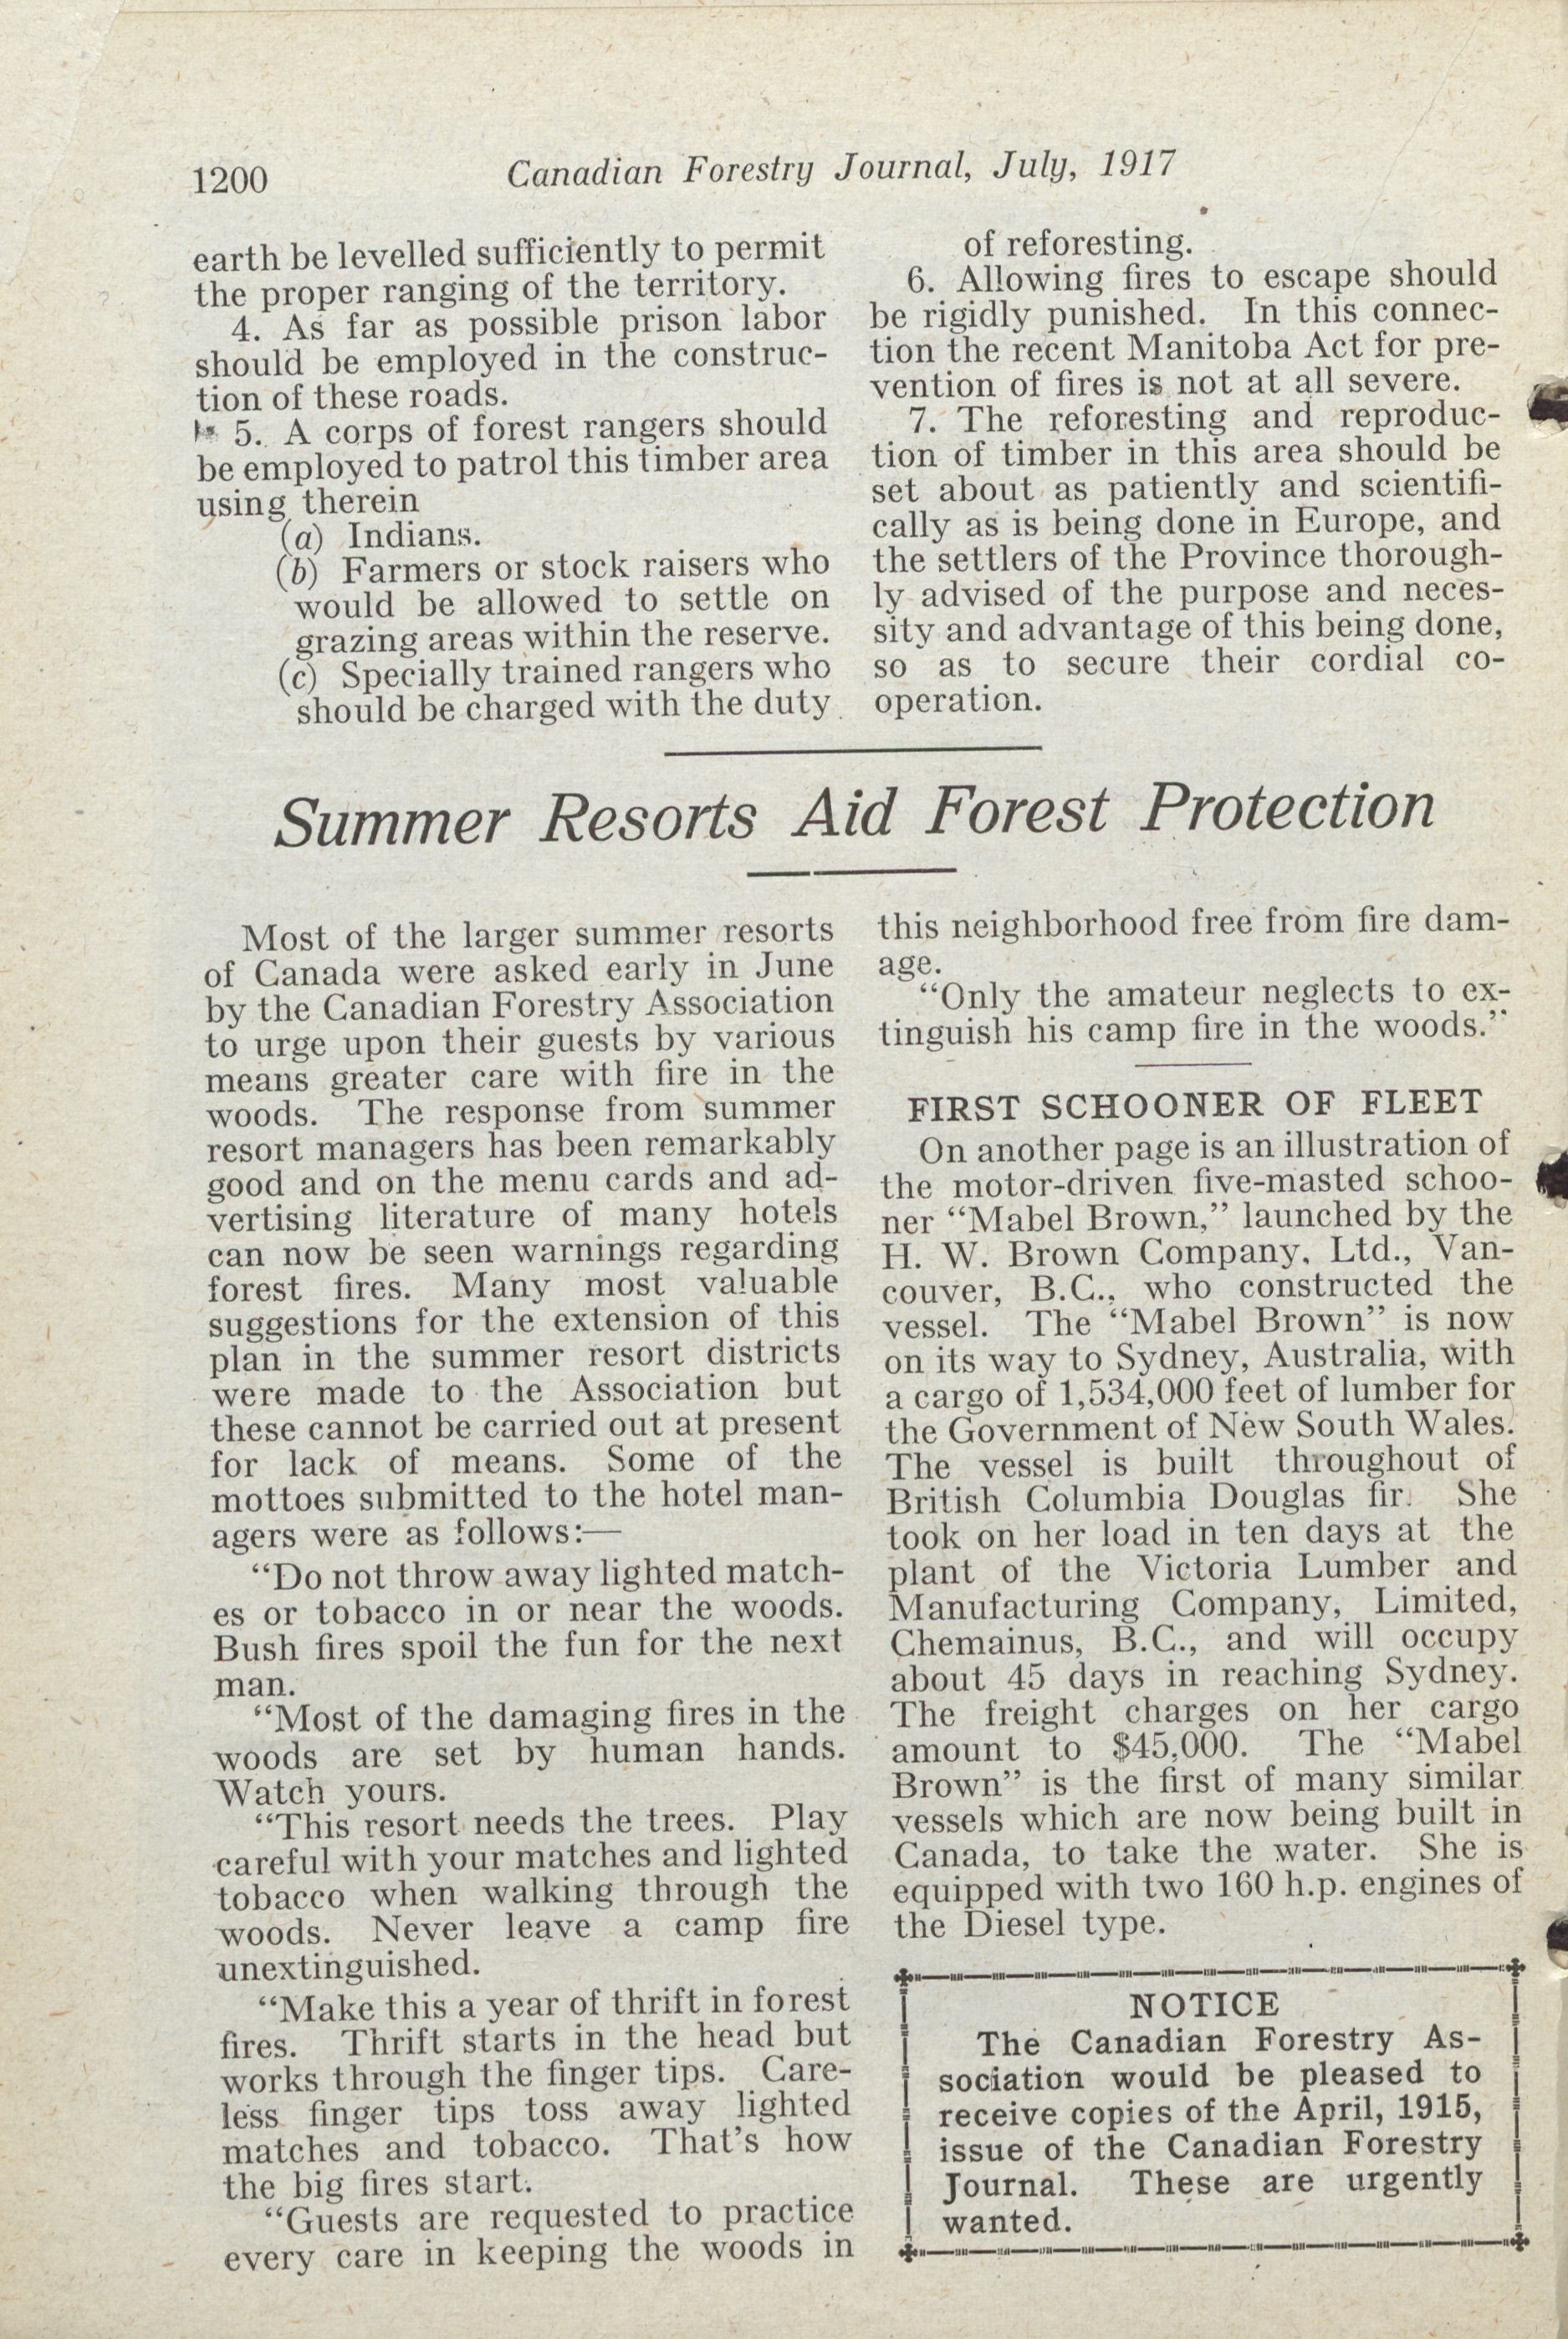 1200
Canadian Forestry Journal, July, 1917
earth be levelled sufficiently to permit
the proper ranging of the territory.
4. As far as possible prison labor
should be employed in the construc-
tion of these roads.
5. A corps of forest rangers should
be employed to patrol this timber area
using therein
(a) Indians.
(b) Farmers or stock raisers who
would be allowed to settle on
grazing areas within the reserve.
(c) Specially trained rangers who
should be charged with the duty
of reforesting.
6. Allowing fires to escape should
be rigidly punished. In this connec-
tion the recent Manitoba Act for pre-
vention of fires is not at all severe.
7. The reforesting and reproduc-
tion of timber in this area should be
set about as patiently and scientifi-
cally as is being done in Europe, and
the settlers of the Province thorough-
ly advised of the purpose and neces-
sity and advantage of this being done,
so as to secure their cordial co-
operation.
Summer Resorts Aid Forest Protection
Most of the larger summer resorts
of Canada were asked early in June
by the Canadian Forestry Association
to urge upon their guests by various
means greater care with fire in the
woods. The response from summer
resort managers has been remarkably
good and on the menu cards and ad-
vertising literature of many hotels
can now be seen warnings regarding
forest fires. Many most valuable
suggestions for the extension of this
plan in the summer resort districts
were made to the Association but
these cannot be carried out at present
for lack of means. Some of the
mottoes submitted to the hotel man-
agers were as follows:—
“Do not throw away lighted match-
es or tobacco in or near the woods.
Bush fires spoil the fun for the next
man.
“Most of the damaging fires in the
woods are set by human hands.
Watch yours.
“This resort needs the trees. Play
careful with your matches and lighted
tobacco when walking through the
woods. Never leave a camp fire
unextinguished.
“Make this a year of thrift in forest
fires. Thrift starts in the head but
works through the finger tips. Care-
less finger tips toss away lighted
matches and tobacco. That's how
the big fires start.
“Guests are requested to practice
every care in keeping the woods in
this neighborhood free from fire dam-
age.
“Only the amateur neglects to ex-
tinguish his camp fire in the woods.”
FIRST SCHOONER OF FLEET
On another page is an illustration of
the motor-driven five-masted schoo-
ner “Mabel Brown,” launched by the
H. W. Brown Company, Ltd., Van-
couver, B.C., who constructed the
vessel. The “Mabel Brown” is now
on its way to Sydney, Australia, with
a cargo of 1,534,000 feet of lumber for
the Government of New South Wales.
The vessel is built throughout of
British Columbia Douglas fir. She
took on her load in ten days at the
plant of the Victoria Lumber and
Manufacturing Company, Limited,
Chemainus, B.C., and will occupy
about 45 days in reaching Sydney.
The freight charges on her cargo
amount to $45,000. The “Mabel
Brown” is the first of many similar
vessels which are now being built in
Canada, to take the water. She is
equipped with two 160 h.p. engines of
the Diesel type.
NOTICE
The Canadian Forestry As-
sociation would be pleased to
receive copies of the April, 1915,
issue of the Canadian Forestry
Journal. These are urgently
wanted.